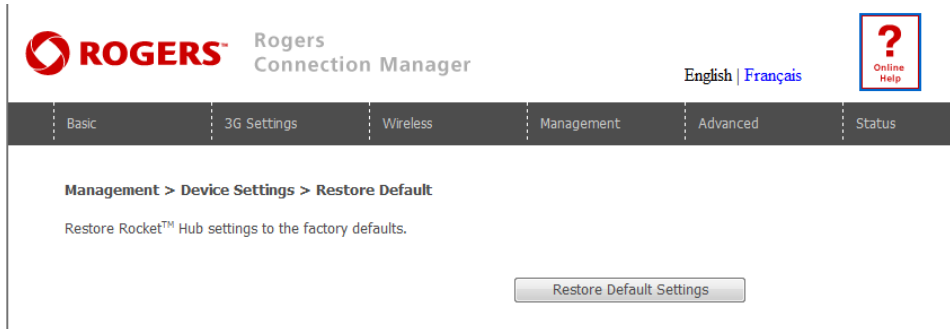 ROGERS™ Rogers
Connection Manager
English | Français
?
Online
Help
Basic 3G Settings Wireless Management Advanced Status
Management > Device Settings > Restore Default
Restore Rocket™ Hub settings to the factory defaults.
Restore Default Settings